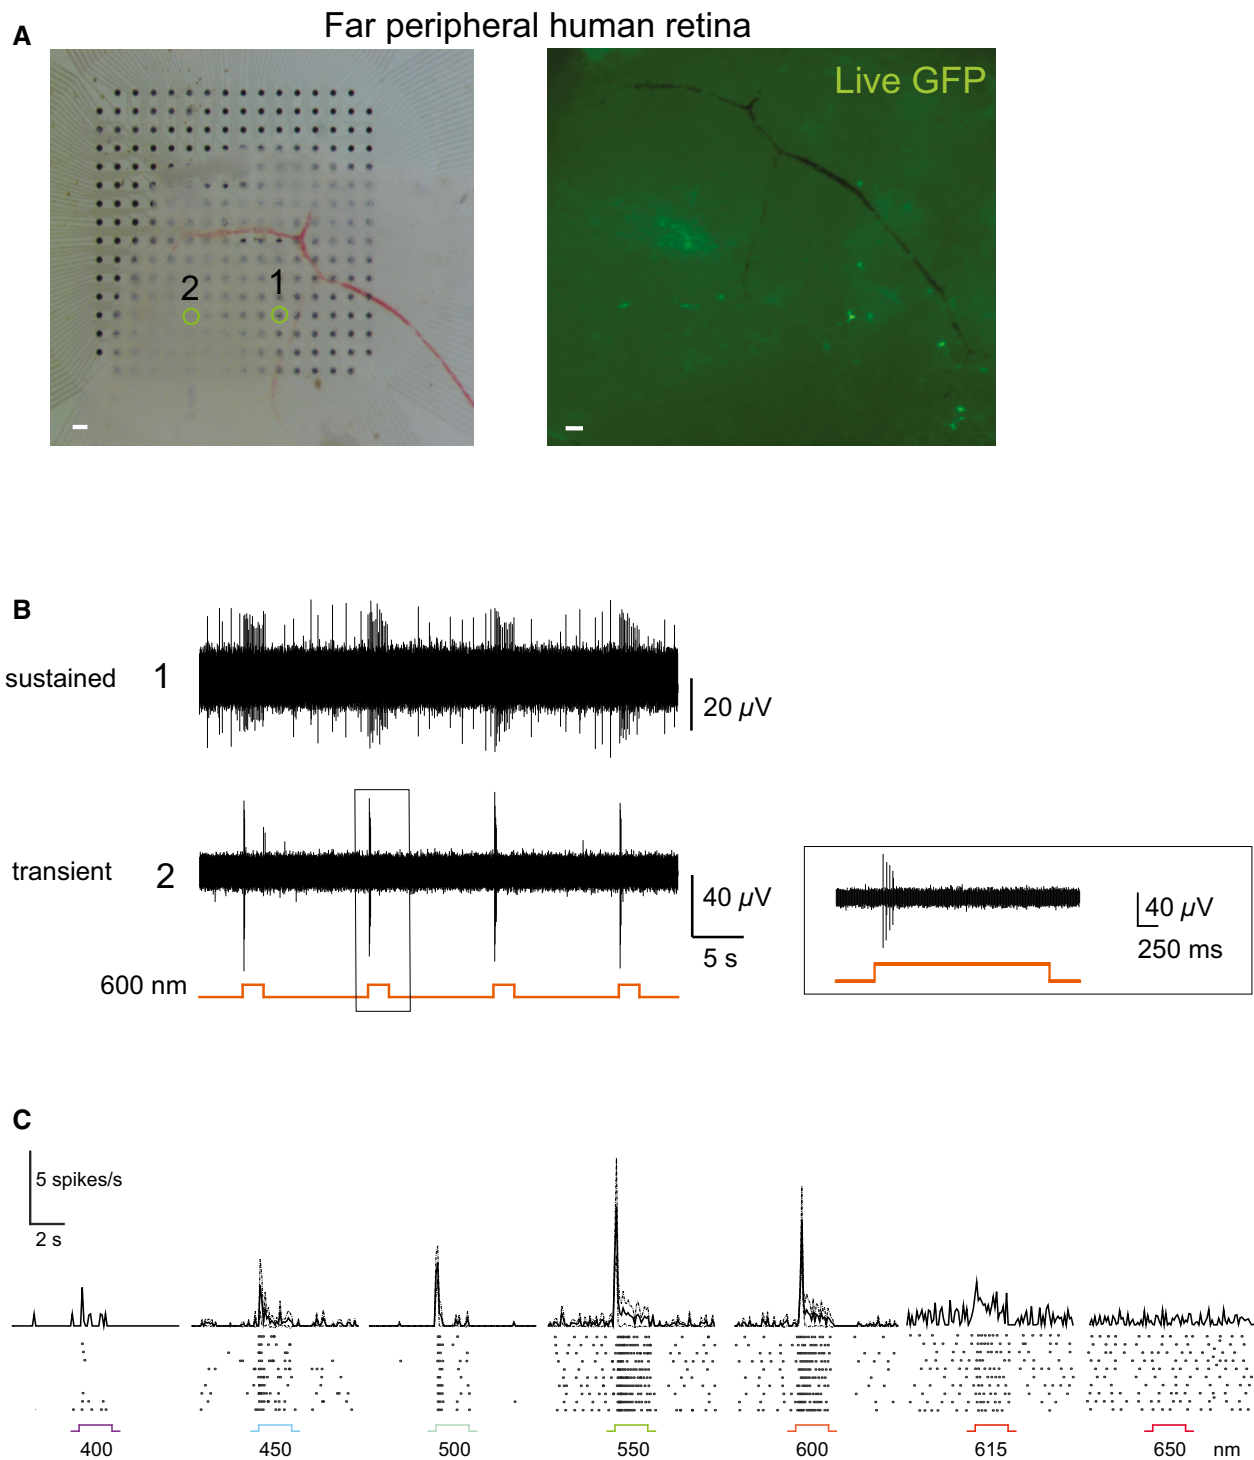 Far peripheral human retina
A
Live GFP
2
1
B
sustained 1
20 µV
transient 2
40 µV
5 s
600 nm
40 µV
250 ms
C
5 spikes/s
2 s
400 450 500 550 600 615 650 nm